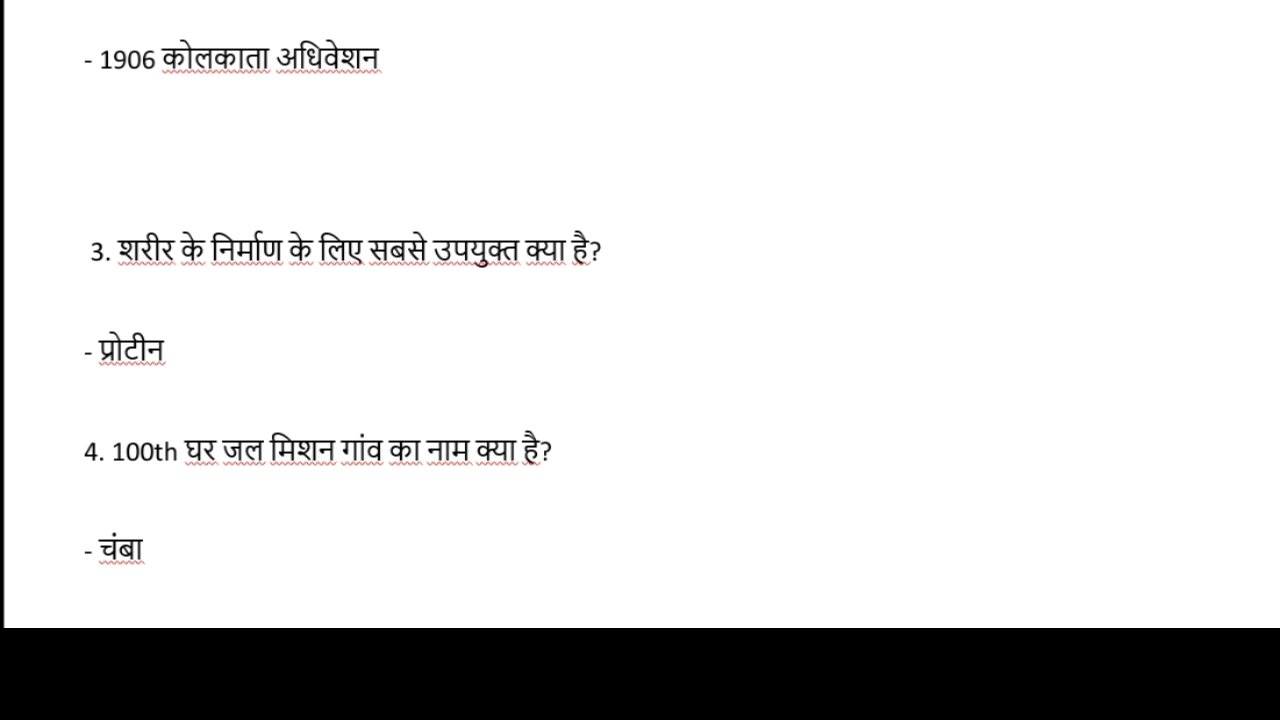 - 1906 कोलकाता अधिवेशन
3. शरीर के निर्माण के लिए सबसे उपयुक्त क्या है?
- प्रोटीन
4. 100th घर जल मिशन गांव का नाम क्या है?
- चंबा